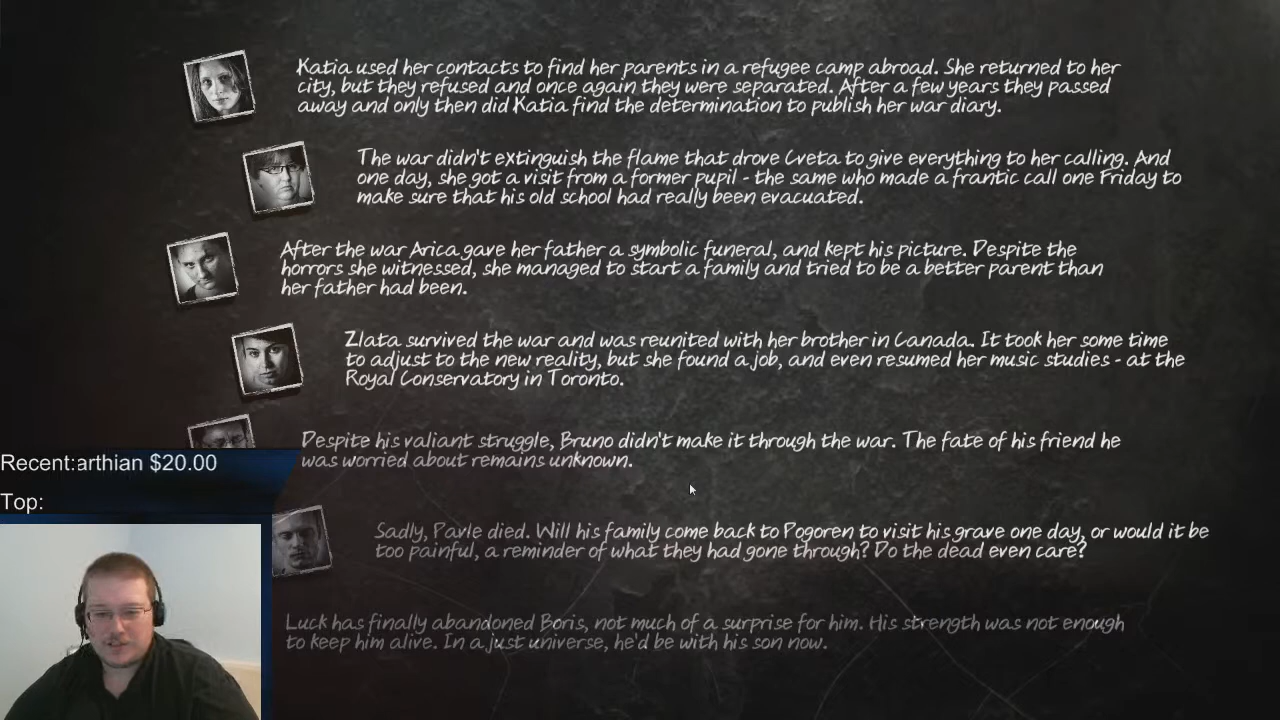 Katia used her contacts to find her parents in a refugee camp abroad. She returned to her
city, but they refused and once again they were separated. After a few years they passed
away and only then did Katia find the determination to publish her war diary.
The war didn't extinguish the flame that drove Cveta to give everything to her calling. And
one day, she got a visit from a former pupil - the same who made a frantic call one Friday to
make sure that his old school had really been evacuated.
After the war Arica gave her father a symbolic funeral, and kept his picture. Despite the
horrors she witnessed, she managed to start a family and tried to be a better parent than
her father had been.
Zlata survived the war and was reunited with her brother in Canada. It took her some time
to adjust to the new reality, but she found a job, and even resumed her music studies - at the
Royal Conservatory in Toronto.
Despite his valiant struggle, Bruno didn't make it through the war. The fate of his friend he
was worried about remains unknown.
Recent:arthian $20.00
Top:
Sadly, Pavle died. Will his family come back to Pogoren to visit his grave one day, or would it be
too painful, a reminder of what they had gone through? Do the dead even care?
Luck has finally abandoned Boris, not much of a surprise for him. His strength was not enough
to keep him alive. In a just universe, he'd be with his son now.